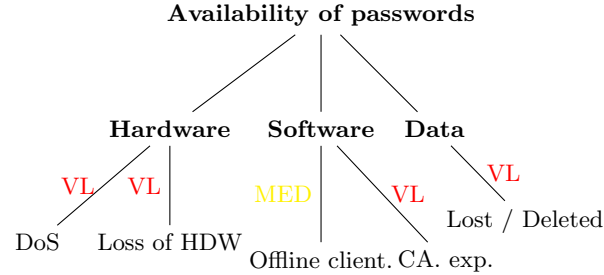 Availability of passwords
Hardware Software Data
VL VL MED VL VL
DoS Loss of HDW Offline client. CA. exp. Lost / Deleted